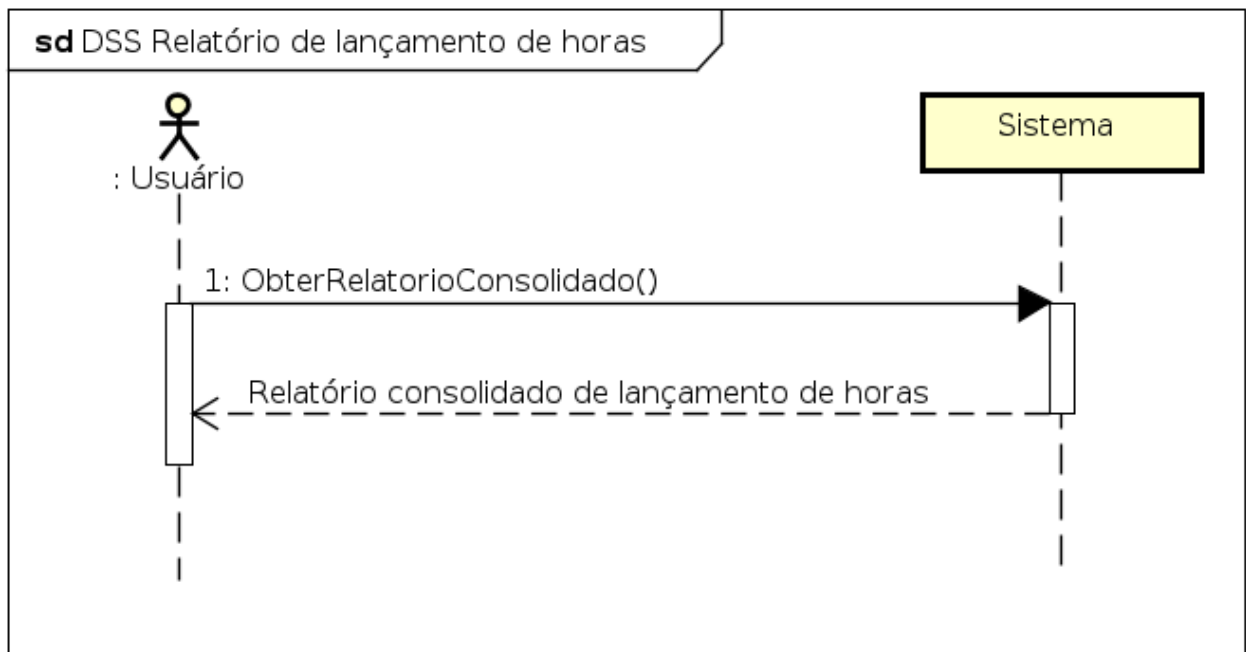 sd DSS Relatório de lançamento de horas
: Usuário
Sistema
1: ObterRelatorioConsolidado()
Relatório consolidado de lançamento de horas